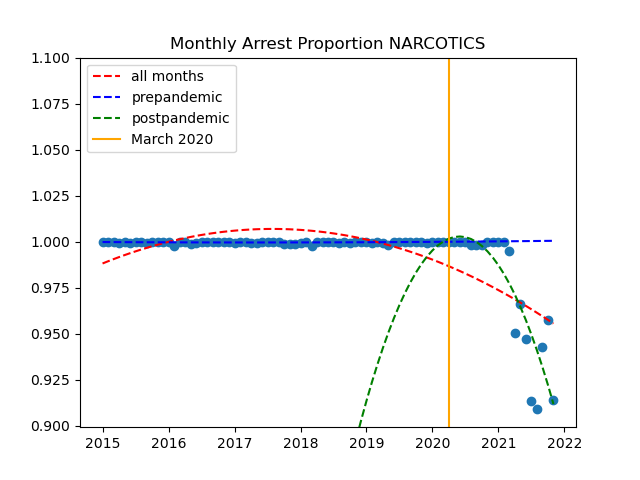 Monthly Arrest Proportion NARCOTICS
1.100
1.075
1.050
1.025
1.000
0.975
0.950
0.925
0.900
all months
prepandemic
postpandemic
March 2020
2015 2016 2017 2018 2019 2020 2021 2022